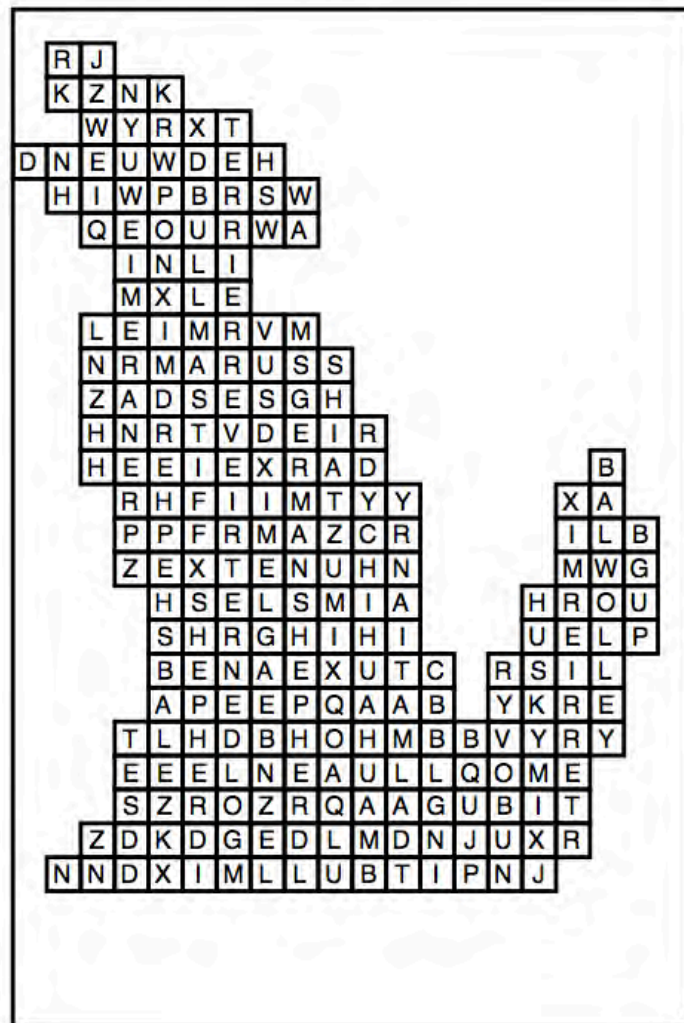 R J
K Z N K
W Y R X T
D N E U W D E H
H I W P B R S W
Q E O U R W A
I N L I
M X L E
L E I M R V M
N R M A R U S S
Z A D S E S G H
H N R T V D E I R
H E E I E X R A D B
R H F I I M T Y Y X A
P P F R M A Z C R I L B
Z E X T E N U H N M W G
H S E L S M I A H R O U
S H R G H I H I U E L P
B E N A E X U T C R S I L
A P E E P Q A A B Y K R E
T L H D B H O H M B B V Y R Y
E E E L N E A U L L Q O M E
S Z R O Z R Q A A G U B I T
Z D K D G E D L M D N J U X R
N N D X I M L L U B T I P N J